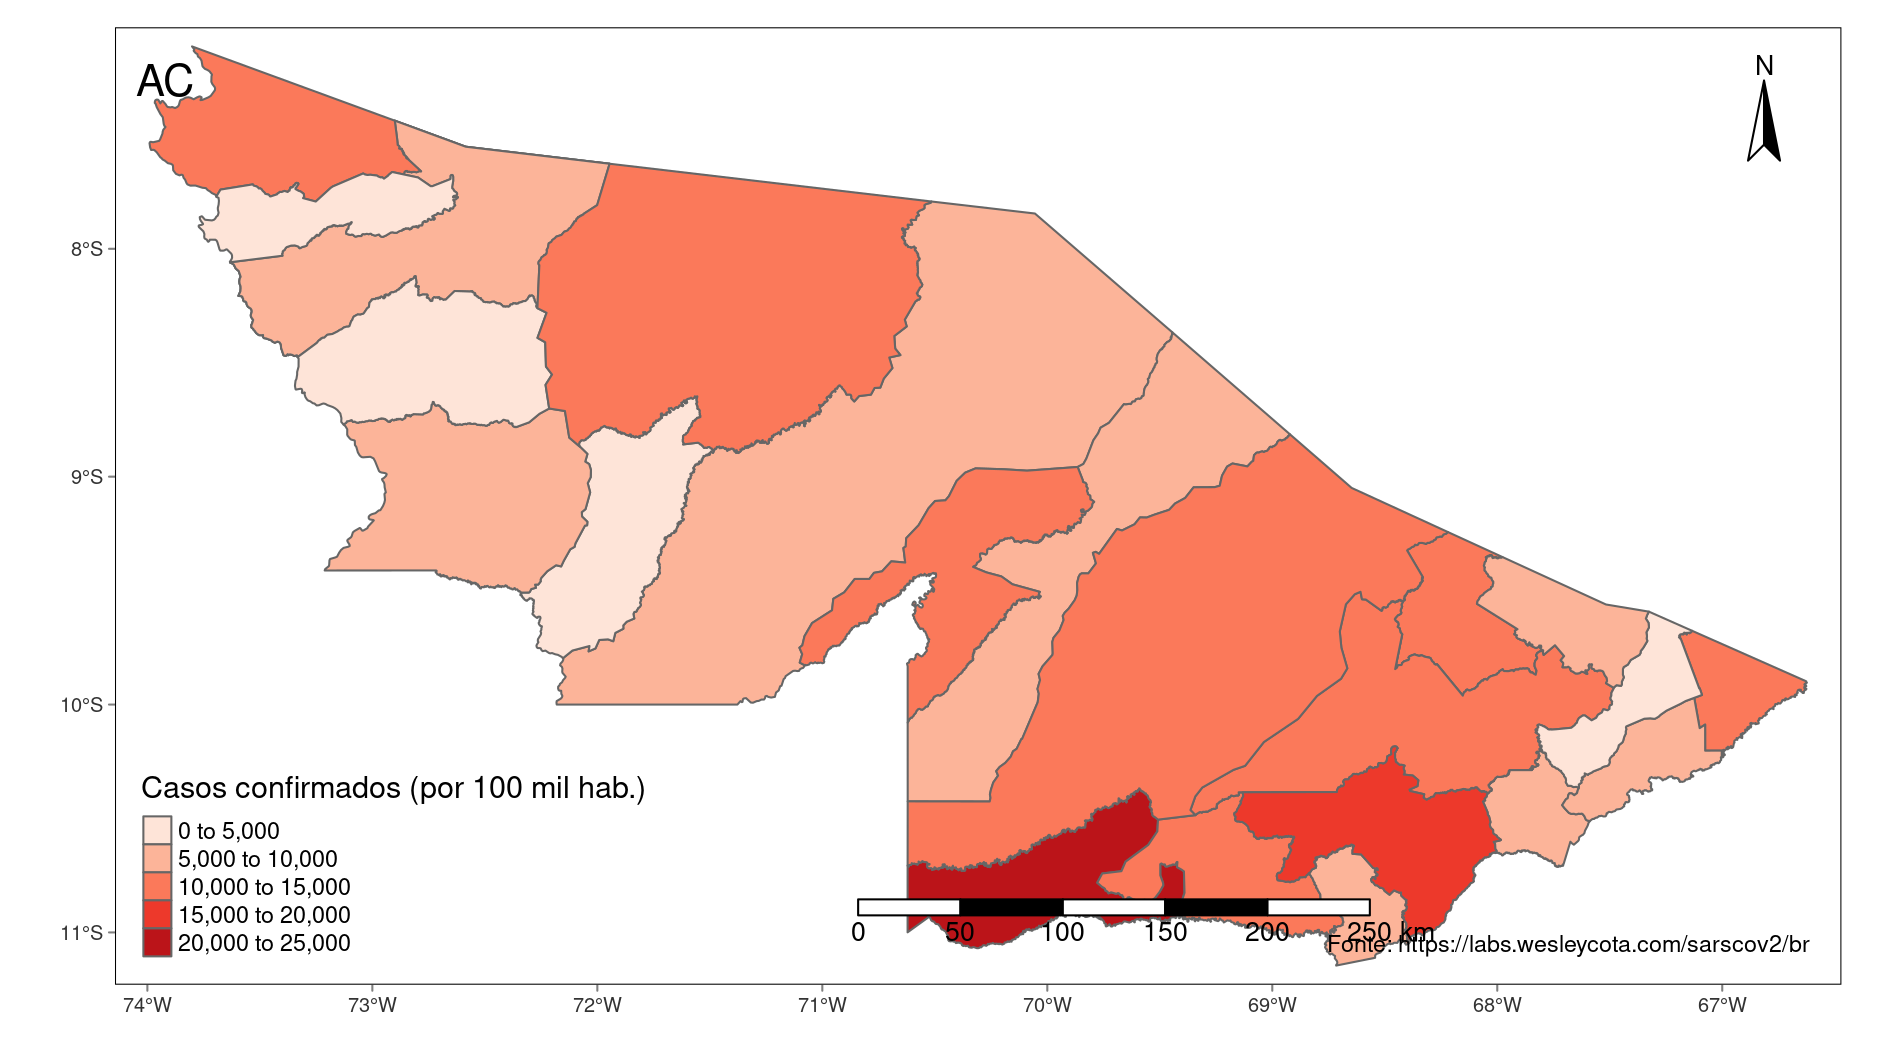 AC
N
8°S
9°S
10°S
11°S
Casos confirmados (por 100 mil hab.)
0 to 5,000
5,000 to 10,000
10,000 to 15,000
15,000 to 20,000
20,000 to 25,000
0 50 100 150 200 250 km
Fonte: https://labs.wesleycota.com/sarscov2/br
74°W 73°W 72°W 71°W 70°W 69°W 68°W 67°W